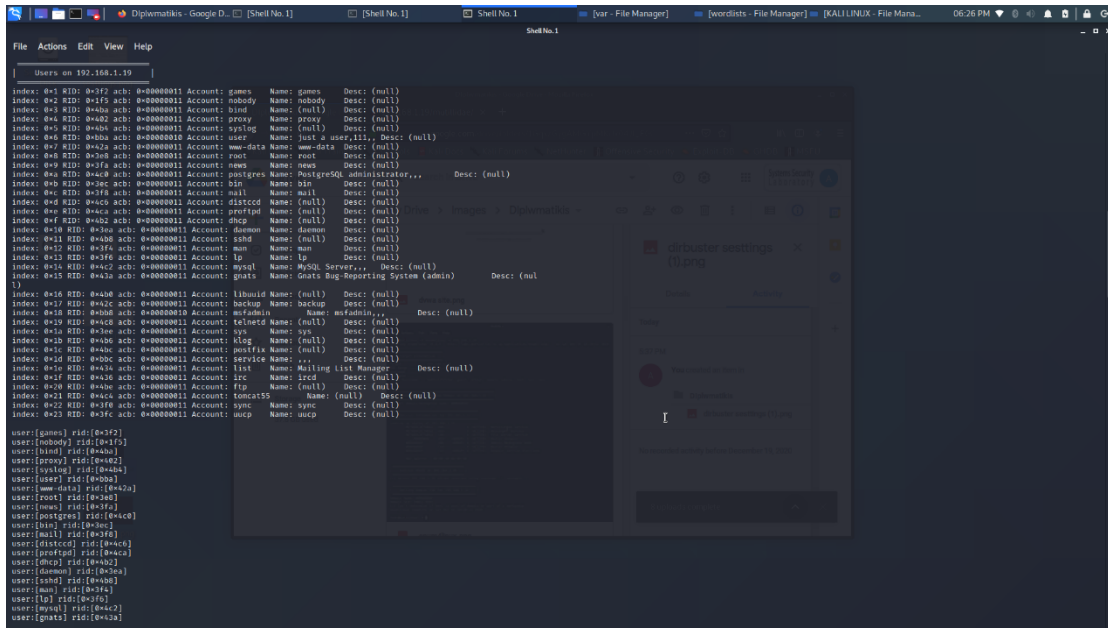 Diplwmatikis - Google D... [Shell No. 1] [Shell No. 1] Shell No. 1 [var - File Manager] [wordlists - File Manager] [KALI LINUX - File Mana... 06:26 PM
Shell No. 1
File Actions Edit View Help
| Users on 192.168.1.19 |
index: 0×1 RID: 0×3f2 acb: 0×00000011 Account: games Name: games Desc: (null)
index: 0×2 RID: 0×1f5 acb: 0×00000011 Account: nobody Name: nobody Desc: (null)
index: 0×3 RID: 0×4ba acb: 0×00000011 Account: bind Name: (null) Desc: (null)
index: 0×4 RID: 0×402 acb: 0×00000011 Account: proxy Name: proxy Desc: (null)
index: 0×5 RID: 0×4b4 acb: 0×00000011 Account: syslog Name: (null) Desc: (null)
index: 0×6 RID: 0×bba acb: 0×00000010 Account: user Name: just a user,111,, Desc: (null)
index: 0×7 RID: 0×42a acb: 0×00000011 Account: www-data Name: www-data Desc: (null)
index: 0×8 RID: 0×3e8 acb: 0×00000011 Account: root Name: root Desc: (null)
index: 0×9 RID: 0×3fa acb: 0×00000011 Account: news Name: news Desc: (null)
index: 0×a RID: 0×4c0 acb: 0×00000011 Account: postgres Name: PostgreSQL administrator,,, Desc: (null)
index: 0×b RID: 0×3ec acb: 0×00000011 Account: bin Name: bin Desc: (null)
index: 0×c RID: 0×3f8 acb: 0×00000011 Account: mail Name: mail Desc: (null)
index: 0×d RID: 0×4c6 acb: 0×00000011 Account: distccd Name: (null) Desc: (null)
index: 0×e RID: 0×4ca acb: 0×00000011 Account: proftpd Name: (null) Desc: (null)
index: 0×f RID: 0×4b2 acb: 0×00000011 Account: dhcp Name: (null) Desc: (null)
index: 0×10 RID: 0×3ea acb: 0×00000011 Account: daemon Name: daemon Desc: (null)
index: 0×11 RID: 0×4b8 acb: 0×00000011 Account: sshd Name: (null) Desc: (null)
index: 0×12 RID: 0×3f4 acb: 0×00000011 Account: man Name: man Desc: (null)
index: 0×13 RID: 0×3f6 acb: 0×00000011 Account: lp Name: lp Desc: (null)
index: 0×14 RID: 0×4c2 acb: 0×00000011 Account: mysql Name: MySQL Server,,, Desc: (null)
index: 0×15 RID: 0×43a acb: 0×00000011 Account: gnats Name: Gnats Bug-Reporting System (admin) Desc: (nul
l)
index: 0×16 RID: 0×4b0 acb: 0×00000011 Account: libuuid Name: (null) Desc: (null)
index: 0×17 RID: 0×42c acb: 0×00000011 Account: backup Name: backup Desc: (null)
index: 0×18 RID: 0×bb8 acb: 0×00000010 Account: msfadmin Name: msfadmin,,, Desc: (null)
index: 0×19 RID: 0×4c8 acb: 0×00000011 Account: telnetd Name: (null) Desc: (null)
index: 0×1a RID: 0×3ee acb: 0×00000011 Account: sys Name: sys Desc: (null)
index: 0×1b RID: 0×4b6 acb: 0×00000011 Account: klog Name: (null) Desc: (null)
index: 0×1c RID: 0×4bc acb: 0×00000011 Account: postfix Name: (null) Desc: (null)
index: 0×1d RID: 0×bbc acb: 0×00000011 Account: service Name: ,,, Desc: (null)
index: 0×1e RID: 0×434 acb: 0×00000011 Account: list Name: Mailing List Manager Desc: (null)
index: 0×1f RID: 0×436 acb: 0×00000011 Account: irc Name: ircd Desc: (null)
index: 0×20 RID: 0×4be acb: 0×00000011 Account: ftp Name: (null) Desc: (null)
index: 0×21 RID: 0×4c4 acb: 0×00000011 Account: tomcat55 Name: (null) Desc: (null)
index: 0×22 RID: 0×3f0 acb: 0×00000011 Account: sync Name: sync Desc: (null)
index: 0×23 RID: 0×3fc acb: 0×00000011 Account: uucp Name: uucp Desc: (null)
user:[games] rid:[0×3f2]
user:[nobody] rid:[0×1f5]
user:[bind] rid:[0×4ba]
user:[proxy] rid:[0×402]
user:[syslog] rid:[0×4b4]
user:[user] rid:[0×bba]
user:[www-data] rid:[0×42a]
user:[root] rid:[0×3e8]
user:[news] rid:[0×3fa]
user:[postgres] rid:[0×4c0]
user:[bin] rid:[0×3ec]
user:[mail] rid:[0×3f8]
user:[distccd] rid:[0×4c6]
user:[proftpd] rid:[0×4ca]
user:[dhcp] rid:[0×4b2]
user:[daemon] rid:[0×3ea]
user:[sshd] rid:[0×4b8]
user:[man] rid:[0×3f4]
user:[lp] rid:[0×3f6]
user:[mysql] rid:[0×4c2]
user:[gnats] rid:[0×43a]
Drive Images Diplwmatikis
dirbuster sesttings
(1).png